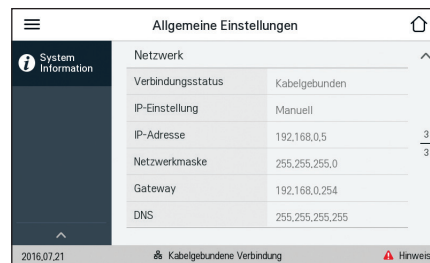 Allgemeine Einstellungen
System
Information
Netzwerk
Verbindungsstatus Kabelgebunden
IP-Einstellung Manuell
IP-Adresse 192,168,0,5
Netzwerkmaske 255,255,255,0
Gateway 192,168,0,254
DNS 255,255,255,255
3
3
2016,07,21 Kabelgebundene Verbindung Hinweis